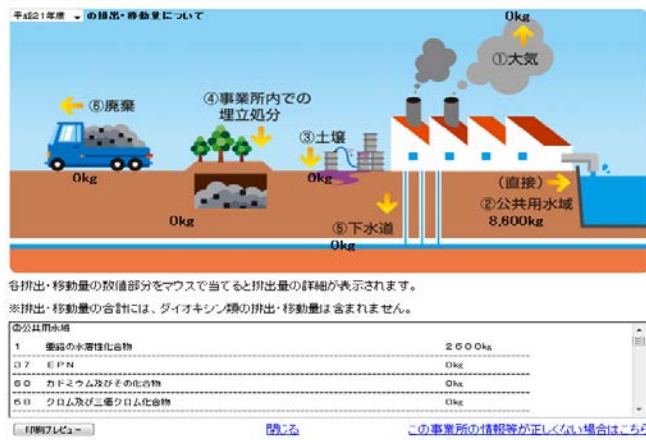 平成21年度 の排出・移動量について
0kg
①大気
⑥廃棄
0kg
④事業所内での
埋立処分
0kg
③土壌
0kg
(直接)
②公共用水域
8,600kg
⑤下水道
0kg
各排出・移動量の数値部分をマウスで当てると排出量の詳細が表示されます。
※排出・移動量の合計には、ダイオキシン類の排出・移動量は含まれません。
②公共用水域
1 亜鉛の水溶性化合物 2600kg
37 EPN 0kg
60 カドミウム及びその化合物 0kg
68 クロム及び三価クロム化合物 0kg
印刷プレビュー
閉じる
この事業所の情報等が正しくない場合はこちら